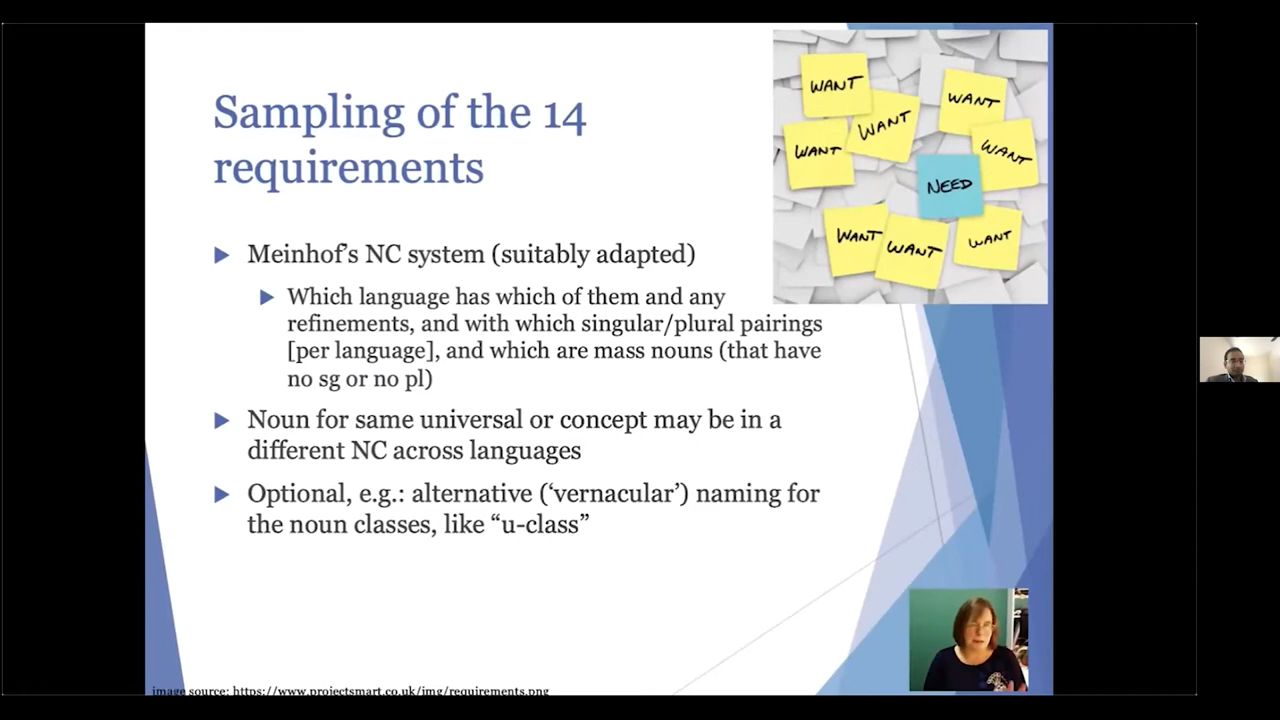 Sampling of the 14
requirements
Meinhof's NC system (suitably adapted)
Which language has which of them and any
refinements, and with which singular/plural pairings
[per language], and which are mass nouns (that have
no sg or no pl)
Noun for same universal or concept may be in a
different NC across languages
Optional, e.g.: alternative (‘vernacular’) naming for
the noun classes, like “u-class”
WANT
WANT
WANT
WANT
WANT
NEED
WANT
WANT
WANT
image source: https://www.projectsmart.co.uk/img/requirements.png